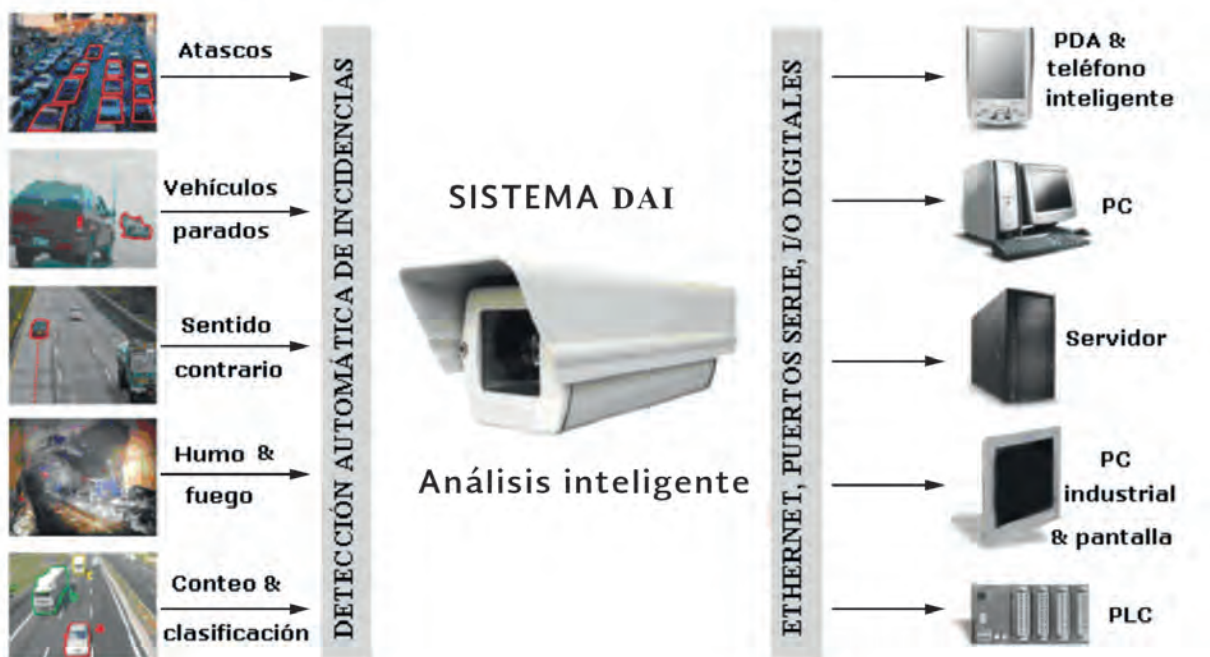 Atascos
Vehículos
parados
Sentido
contrario
Humo &
fuego
Conteo &
clasificación
DETECCIÓN AUTOMÁTICA DE INCIDENCIAS
SISTEMA DAI
Análisis inteligente
ETHERNET, PUERTOS SERIE, I/O DIGITALES
PDA &
teléfono
inteligente
PC
Servidor
PC
industrial
& pantalla
PLC